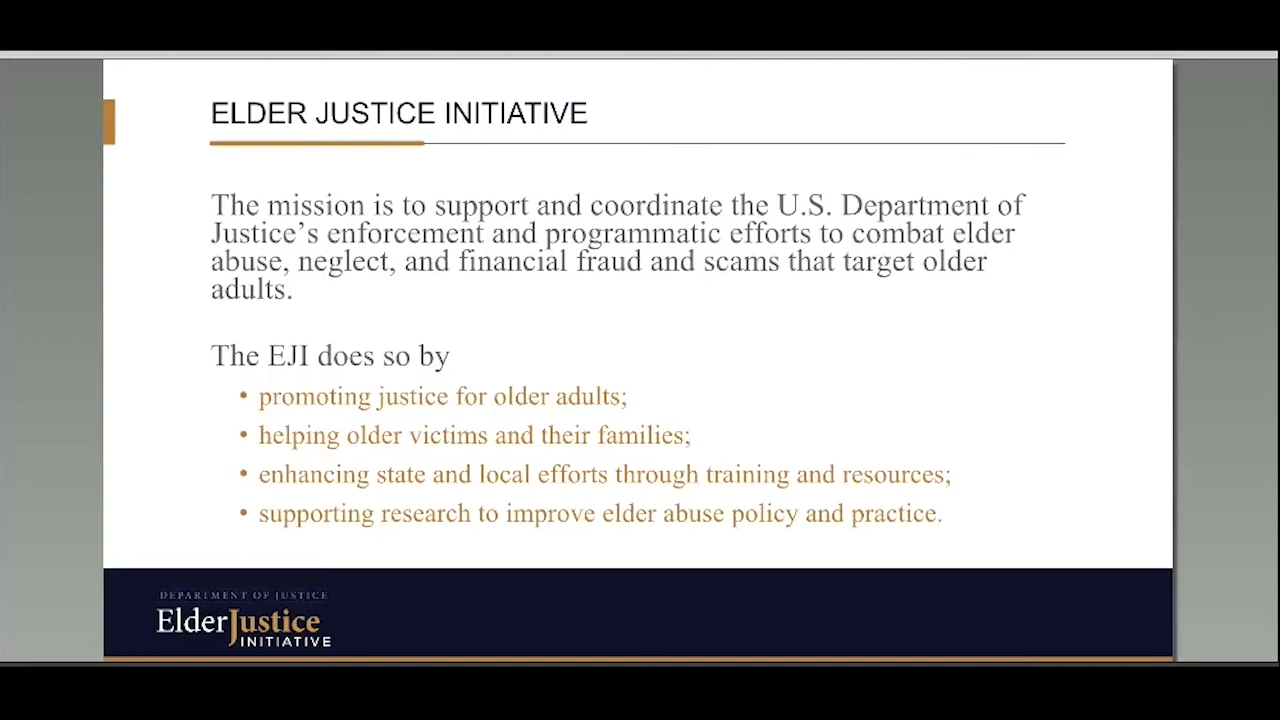 ELDER JUSTICE INITIATIVE
The mission is to support and coordinate the U.S. Department of
Justice’s enforcement and programmatic efforts to combat elder
abuse, neglect, and financial fraud and scams that target older
adults.
The EJI does so by
• promoting justice for older adults;
• helping older victims and their families;
• enhancing state and local efforts through training and resources;
• supporting research to improve elder abuse policy and practice.
DEPARTMENT OF JUSTICE
ElderJustice
INITIATIVE